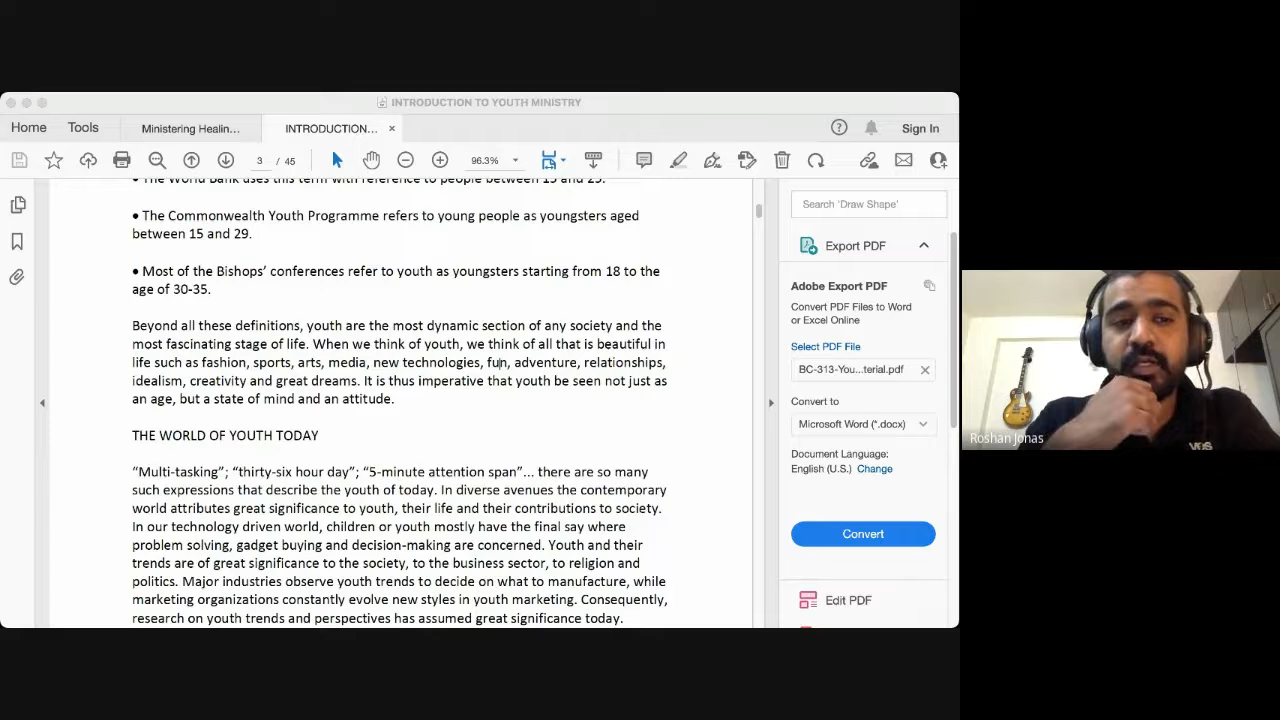 INTRODUCTION TO YOUTH MINISTRY
Home
Tools
Ministering Healin...
INTRODUCTION...
×
Sign In
3 / 45
96.3%
• The World Bank uses this term with reference to people between 15 and 25.
• The Commonwealth Youth Programme refers to young people as youngsters aged
between 15 and 29.
• Most of the Bishops’ conferences refer to youth as youngsters starting from 18 to the
age of 30-35.
Beyond all these definitions, youth are the most dynamic section of any society and the
most fascinating stage of life. When we think of youth, we think of all that is beautiful in
life such as fashion, sports, arts, media, new technologies, fun, adventure, relationships,
idealism, creativity and great dreams. It is thus imperative that youth be seen not just as
an age, but a state of mind and an attitude.
THE WORLD OF YOUTH TODAY
“Multi-tasking”; “thirty-six hour day”; “5-minute attention span”... there are so many
such expressions that describe the youth of today. In diverse avenues the contemporary
world attributes great significance to youth, their life and their contributions to society.
In our technology driven world, children or youth mostly have the final say where
problem solving, gadget buying and decision-making are concerned. Youth and their
trends are of great significance to the society, to the business sector, to religion and
politics. Major industries observe youth trends to decide on what to manufacture, while
marketing organizations constantly evolve new styles in youth marketing. Consequently,
research on youth trends and perspectives has assumed great significance today.
Search 'Draw Shape'
Export PDF
Adobe Export PDF
Convert PDF Files to Word
or Excel Online
Select PDF File
BC-313-You...terial.pdf
Convert to
Microsoft Word (*.docx)
Document Language:
English (U.S.) Change
Convert
Edit PDF
Roshan Jonas